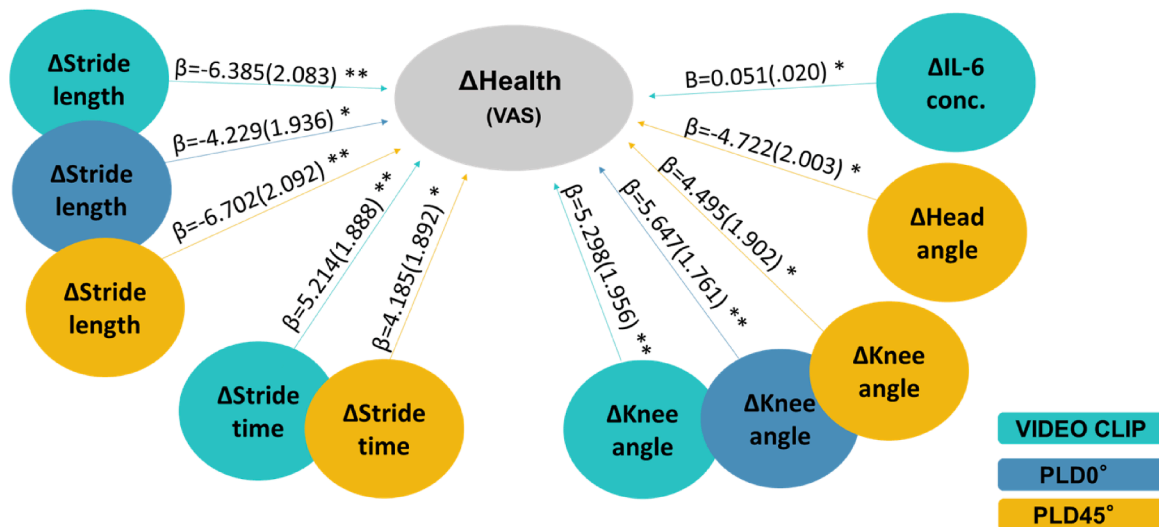 ΔStride
length
β=-6.385(2.083) **
ΔHealth
(VAS)
B=0.051(.020) *
ΔIL-6
conc.
ΔStride
length
β=-4.229(1.936) *
β=-4.722(2.003) *
ΔHead
angle
ΔStride
length
β=-6.702(2.092) **
β=5.214(1.888) **
β=4.185(1.892) *
β=5.298(1.956) **
β=5.647(1.761) **
β=4.495(1.902) *
ΔStride
time
ΔStride
time
ΔKnee
angle
ΔKnee
angle
ΔKnee
angle
VIDEO CLIP
PLD0°
PLD45°